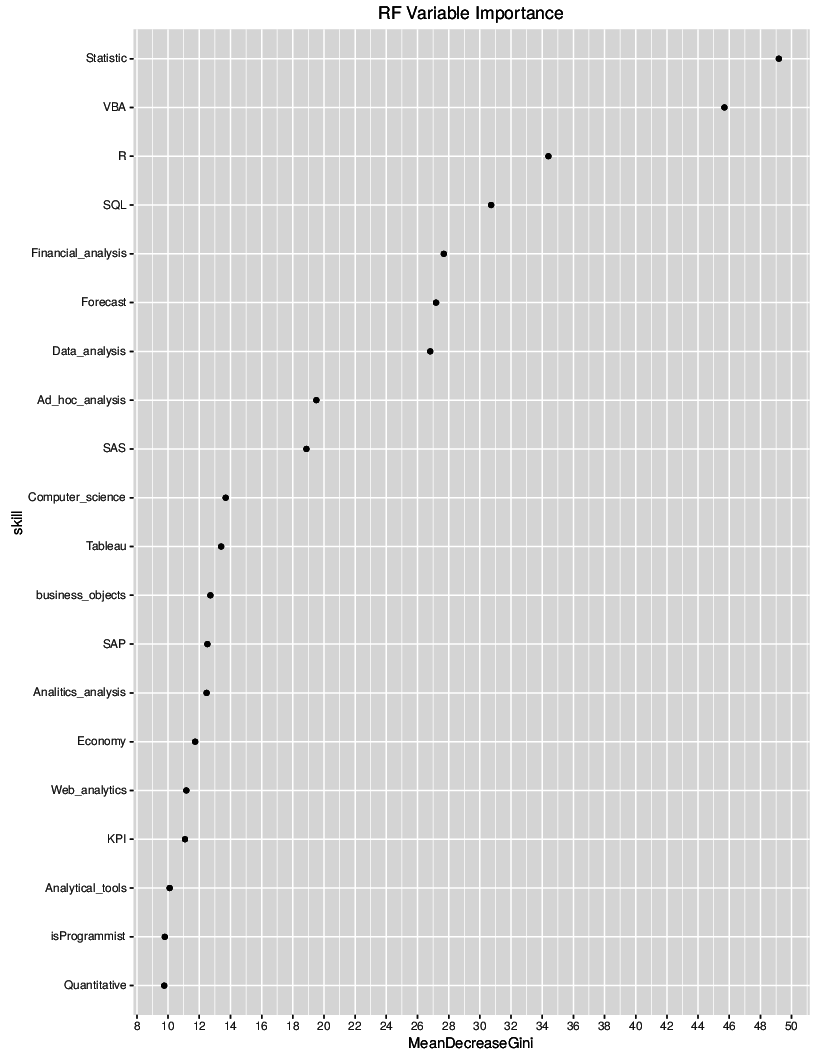 RF Variable Importance
Statistic
VBA
R
SQL
Financial_analysis
Forecast
Data_analysis
Ad_hoc_analysis
SAS
Computer_science
Tableau
business_objects
SAP
Analitics_analysis
Economy
Web_analytics
KPI
Analytical_tools
isProgrammist
Quantitative
skill
8 10 12 14 16 18 20 22 24 26 28 30 32 34 36 38 40 42 44 46 48 50
MeanDecreaseGini